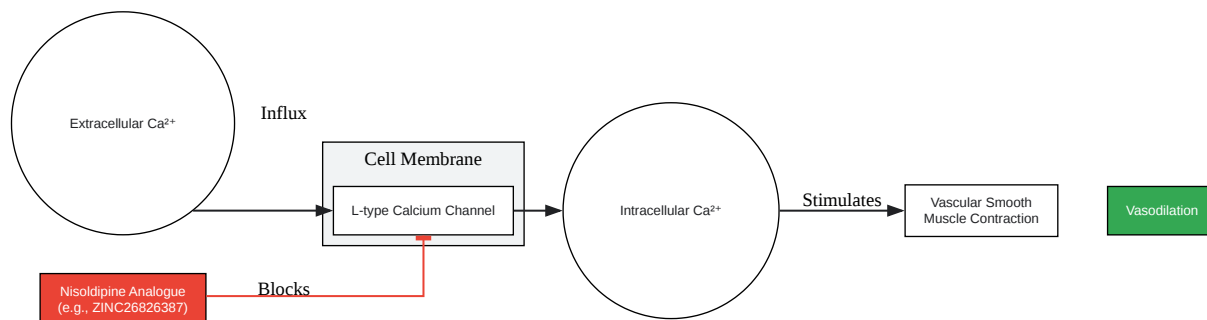 Extracellular Ca²⁺
Influx
Cell Membrane
L-type Calcium Channel
Intracellular Ca²⁺
Stimulates
Vascular Smooth
Muscle Contraction
Vasodilation
Nisoldipine Analogue
(e.g., ZINC26826387)
Blocks